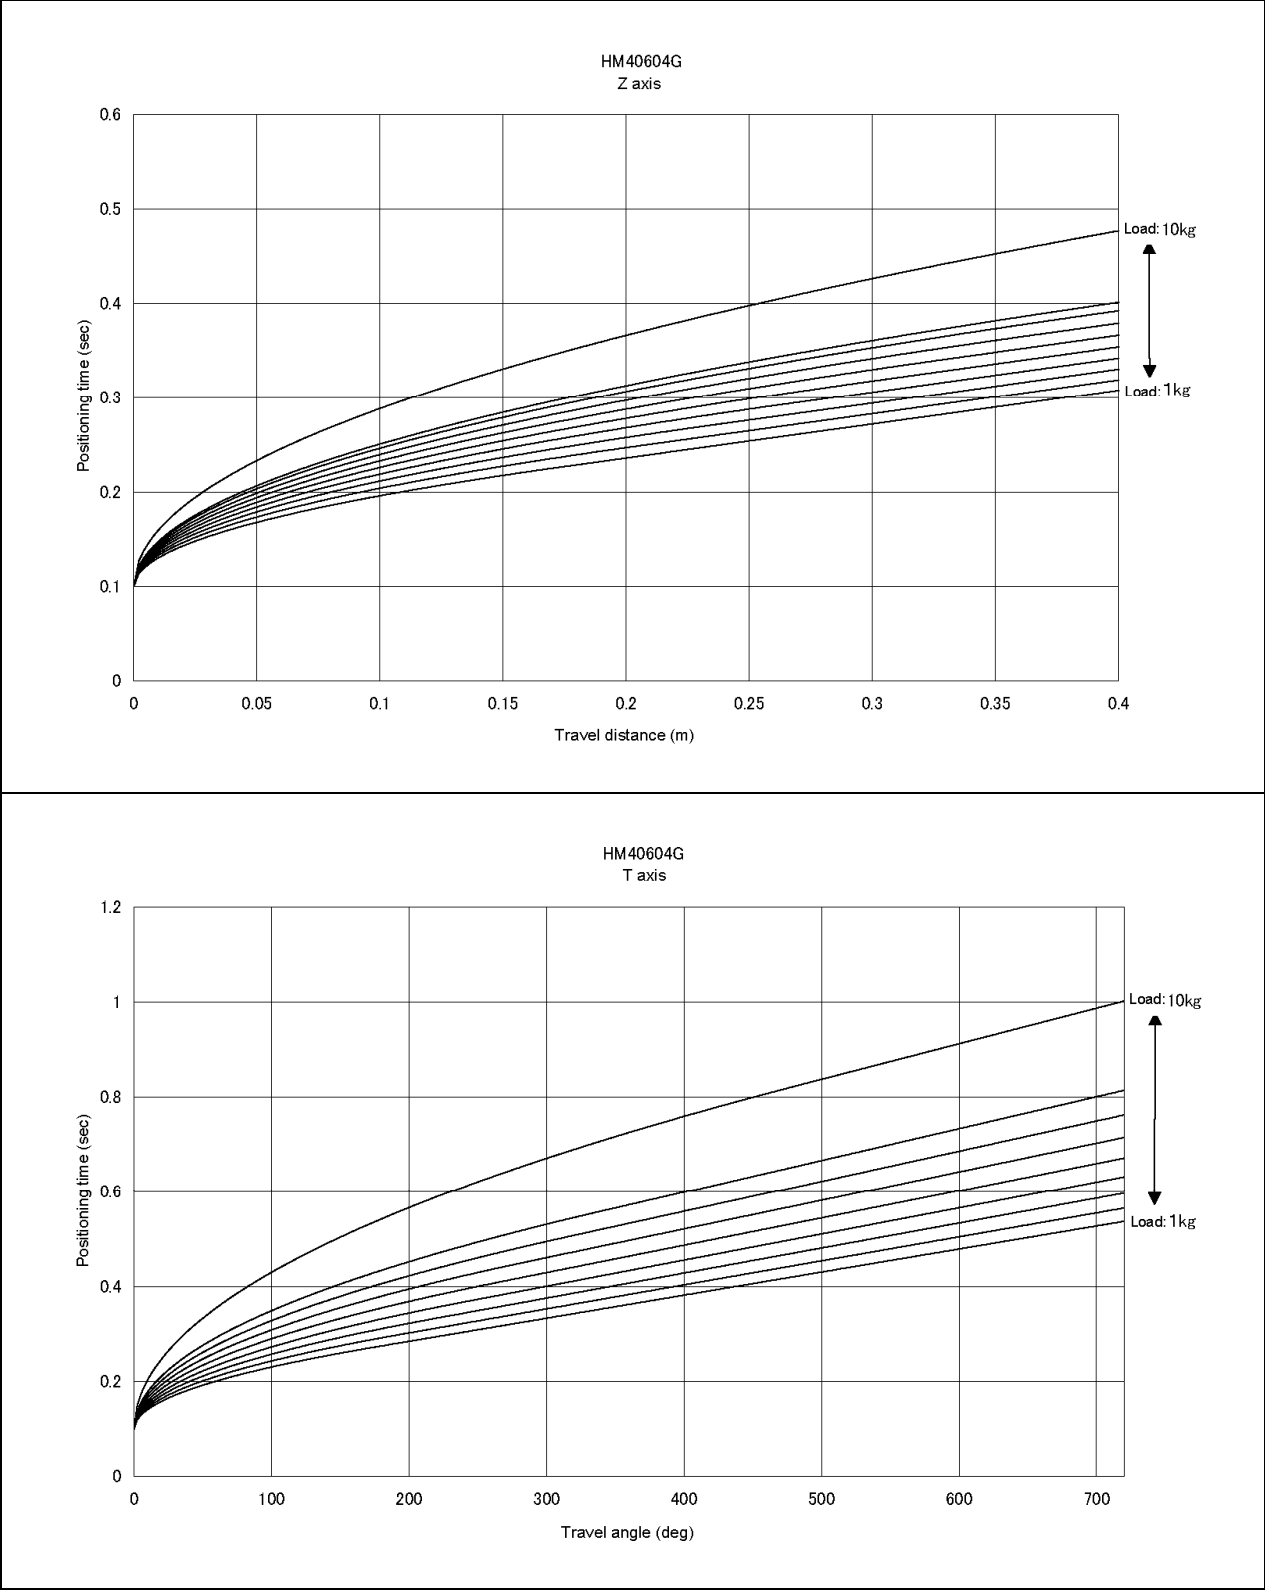 HM40604G
Z axis
0.6
0.5
Load: 10kg
0.4
Positioning time (sec)
0.3
Load: 1kg
0.2
0.1
0
0 0.05 0.1 0.15 0.2 0.25 0.3 0.35 0.4
Travel distance (m)
HM40604G
T axis
1.2
1
Load: 10kg
0.8
Positioning time (sec)
0.6
Load: 1kg
0.4
0.2
0
0 100 200 300 400 500 600 700
Travel angle (deg)